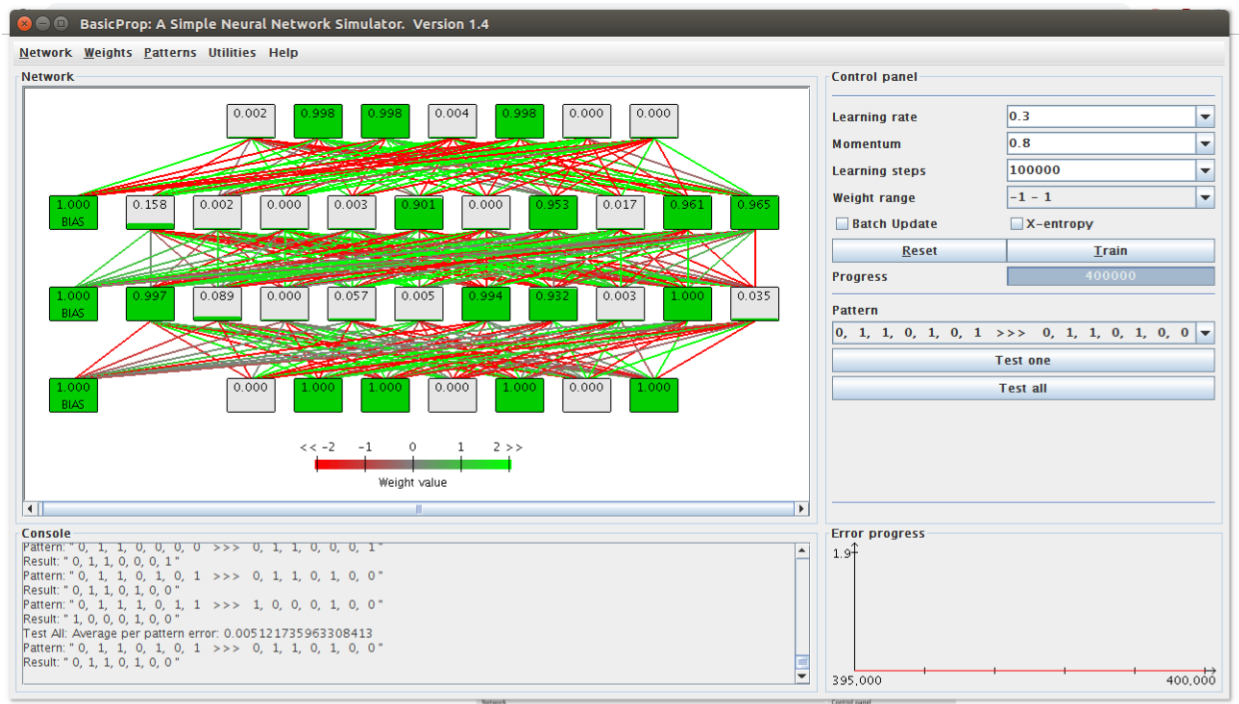 BasicProp: A Simple Neural Network Simulator. Version 1.4
Network Weights Patterns Utilities Help
Network
0.002 0.998 0.998 0.004 0.998 0.000 0.000
1.000 0.158 0.002 0.000 0.003 0.901 0.000 0.953 0.017 0.961 0.965
BIAS
1.000 0.997 0.089 0.000 0.057 0.005 0.994 0.932 0.003 1.000 0.035
BIAS
1.000 0.000 1.000 1.000 0.000 1.000 0.000 1.000
BIAS
<< -2 -1 0 1 2 >>
Weight value
Control panel
Learning rate 0.3
Momentum 0.8
Learning steps 100000
Weight range -1 - 1
Batch Update X-entropy
Reset Train
Progress 400000
Pattern
0, 1, 1, 0, 1, 0, 1 >>> 0, 1, 1, 0, 1, 0, 0
Test one
Test all
Console
Pattern: " 0, 1, 1, 0, 0, 0, 0 >>> 0, 1, 1, 0, 0, 0, 1"
Result: " 0, 1, 1, 0, 0, 0, 1"
Pattern: " 0, 1, 1, 0, 1, 0, 1 >>> 0, 1, 1, 0, 1, 0, 0"
Result: " 0, 1, 1, 0, 1, 0, 0"
Pattern: " 0, 1, 1, 1, 0, 1, 1 >>> 1, 0, 0, 0, 1, 0, 0"
Result: " 1, 0, 0, 0, 1, 0, 0"
Test All: Average per pattern error: 0.005121735963308413
Pattern: " 0, 1, 1, 0, 1, 0, 1 >>> 0, 1, 1, 0, 1, 0, 0"
Result: " 0, 1, 1, 0, 1, 0, 0"
Error progress
1.9
395,000 400,000
Network Control panel